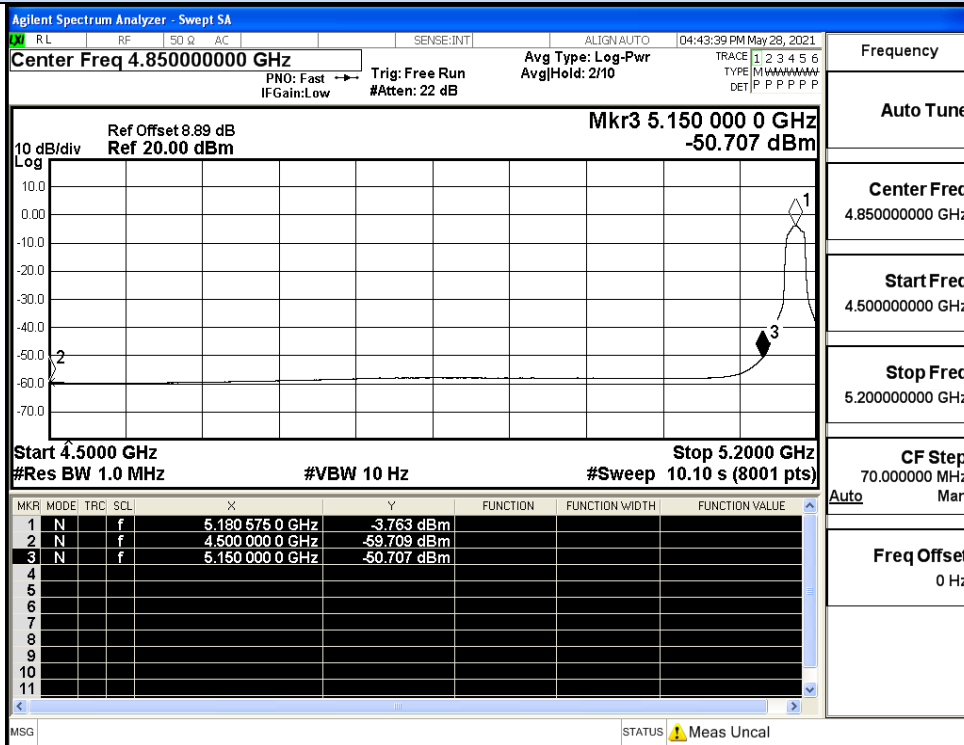 Agilent Spectrum Analyzer - Swept SA
LXI RL RF 50 Ω AC SENSE:INT ALIGN AUTO 04:43:39 PM May 28, 2021
Center Freq 4.850000000 GHz
PNO: Fast
IFGain:Low
Trig: Free Run
#Atten: 22 dB
Avg Type: Log-Pwr
Avg|Hold: 2/10
TRACE 1 2 3 4 5 6
TYPE M W W W W W
DET P P P P P P
Ref Offset 8.89 dB
10 dB/div Ref 20.00 dBm
Log
Mkr3 5.150 000 0 GHz
-50.707 dBm
10.0
0.00
-10.0
-20.0
-30.0
-40.0
-50.0
-60.0
-70.0
1
2
3
Start 4.5000 GHz Stop 5.2000 GHz
#Res BW 1.0 MHz #VBW 10 Hz #Sweep 10.10 s (8001 pts)
MKR MODE TRC SCL X Y FUNCTION FUNCTION WIDTH FUNCTION VALUE
1 N f 5.180 575 0 GHz -3.763 dBm
2 N f 4.500 000 0 GHz -59.709 dBm
3 N f 5.150 000 0 GHz -50.707 dBm
4
5
6
7
8
9
10
11
MSG STATUS Meas Uncal
Frequency
Auto Tune
Center Freq
4.850000000 GHz
Start Freq
4.500000000 GHz
Stop Freq
5.200000000 GHz
CF Step
70.000000 MHz
Auto Man
Freq Offset
0 Hz